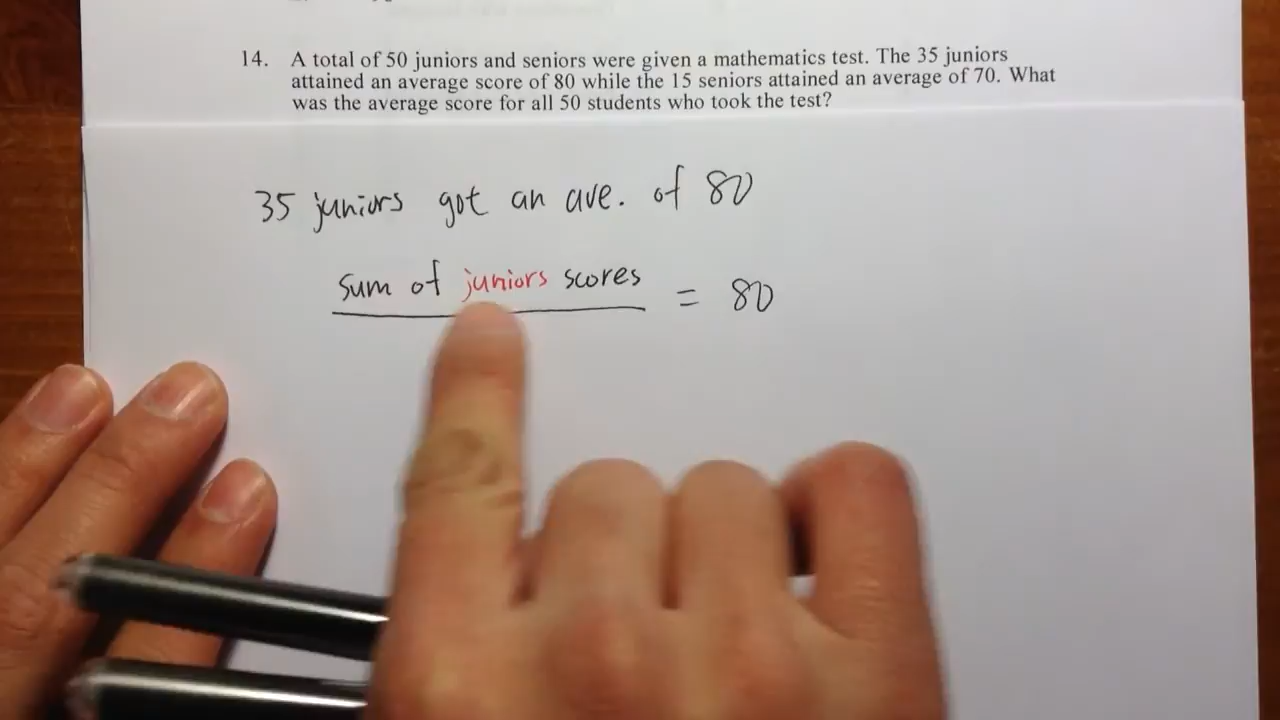 14. A total of 50 juniors and seniors were given a mathematics test. The 35 juniors
attained an average score of 80 while the 15 seniors attained an average of 70. What
was the average score for all 50 students who took the test?
35 juniors got an ave. of 80
sum of juniors scores = 80